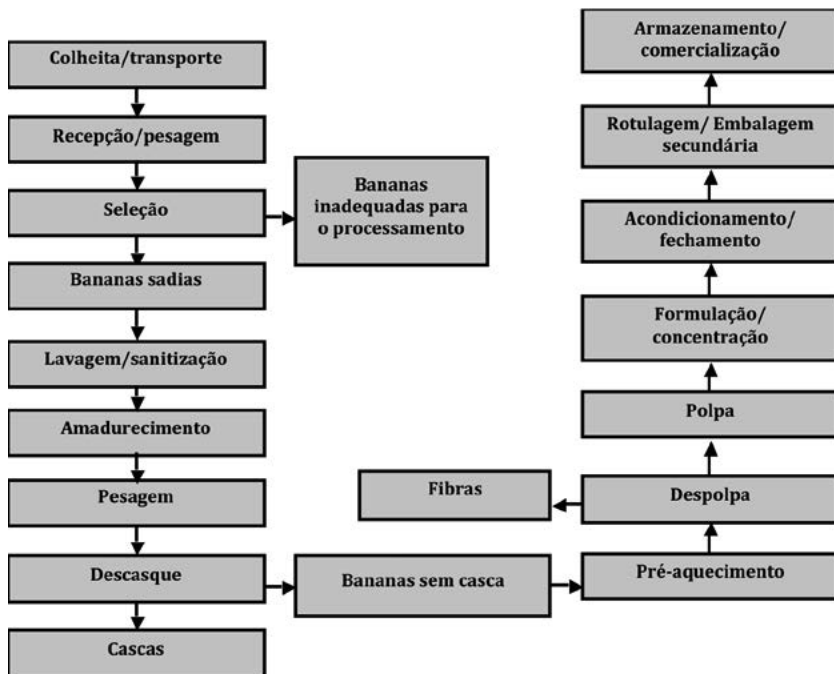 Colheita/transporte
Recepção/pesagem
Seleção
Bananas
inadequadas para
o processamento
Bananas sadias
Lavagem/sanitização
Amadurecimento
Pesagem
Descasque
Cascas
Bananas sem casca
Pré-aquecimento
Despolpa
Fibras
Polpa
Formulação/
concentração
Acondicionamento/
fechamento
Rotulagem/ Embalagem
secundária
Armazenamento/
comercialização